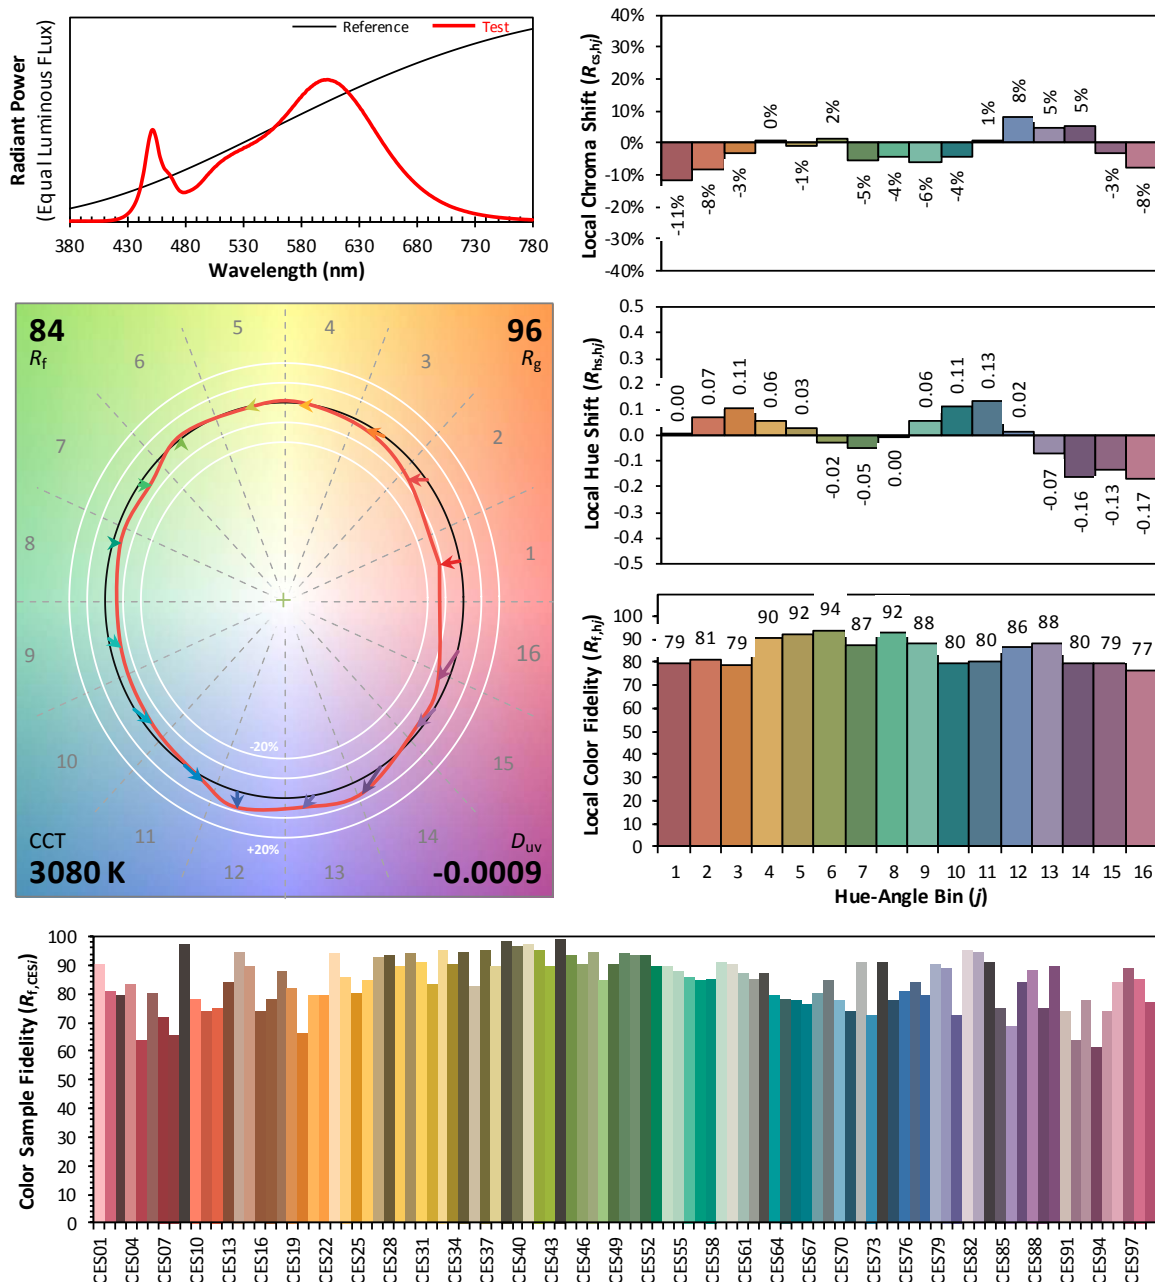 Radiant Power
(Equal Luminous FLux)
Reference
Test
380 430 480 530 580 630 680 730 780
Wavelength (nm)
Local Chroma Shift (Rcs,hj)
40%
30%
20%
10%
0%
-10%
-20%
-30%
-40%
-11% -8% -3% 0% -1% 2% -5% -4% -6% -4% 1% 8% 5% 5% -3% -8%
84
Rf
96
Rg
1 2 3 4 5 6 7 8 9 10 11 12 13 14 15 16
-20%
+20%
CCT
3080 K
Duv
-0.0009
Local Hue Shift (Rhs,hj)
0.5
0.4
0.3
0.2
0.1
0.0
-0.1
-0.2
-0.3
-0.4
-0.5
0.00 0.07 0.11 0.06 0.03 -0.02 -0.05 0.00 0.06 0.11 0.13 0.02 -0.07 -0.16 -0.13 -0.17
Local Color Fidelity (Rf,hj)
100
90
80
70
60
50
40
30
20
10
0
79 81 79 90 92 94 87 92 88 80 80 86 88 80 79 77
1 2 3 4 5 6 7 8 9 10 11 12 13 14 15 16
Hue-Angle Bin (j)
Color Sample Fidelity (Rf,CESi)
100
90
80
70
60
50
40
30
20
10
0
CES01 CES04 CES07 CES10 CES13 CES16 CES19 CES22 CES25 CES28 CES31 CES34 CES37 CES40 CES43 CES46 CES49 CES52 CES55 CES58 CES61 CES64 CES67 CES70 CES73 CES76 CES79 CES82 CES85 CES88 CES91 CES94 CES97